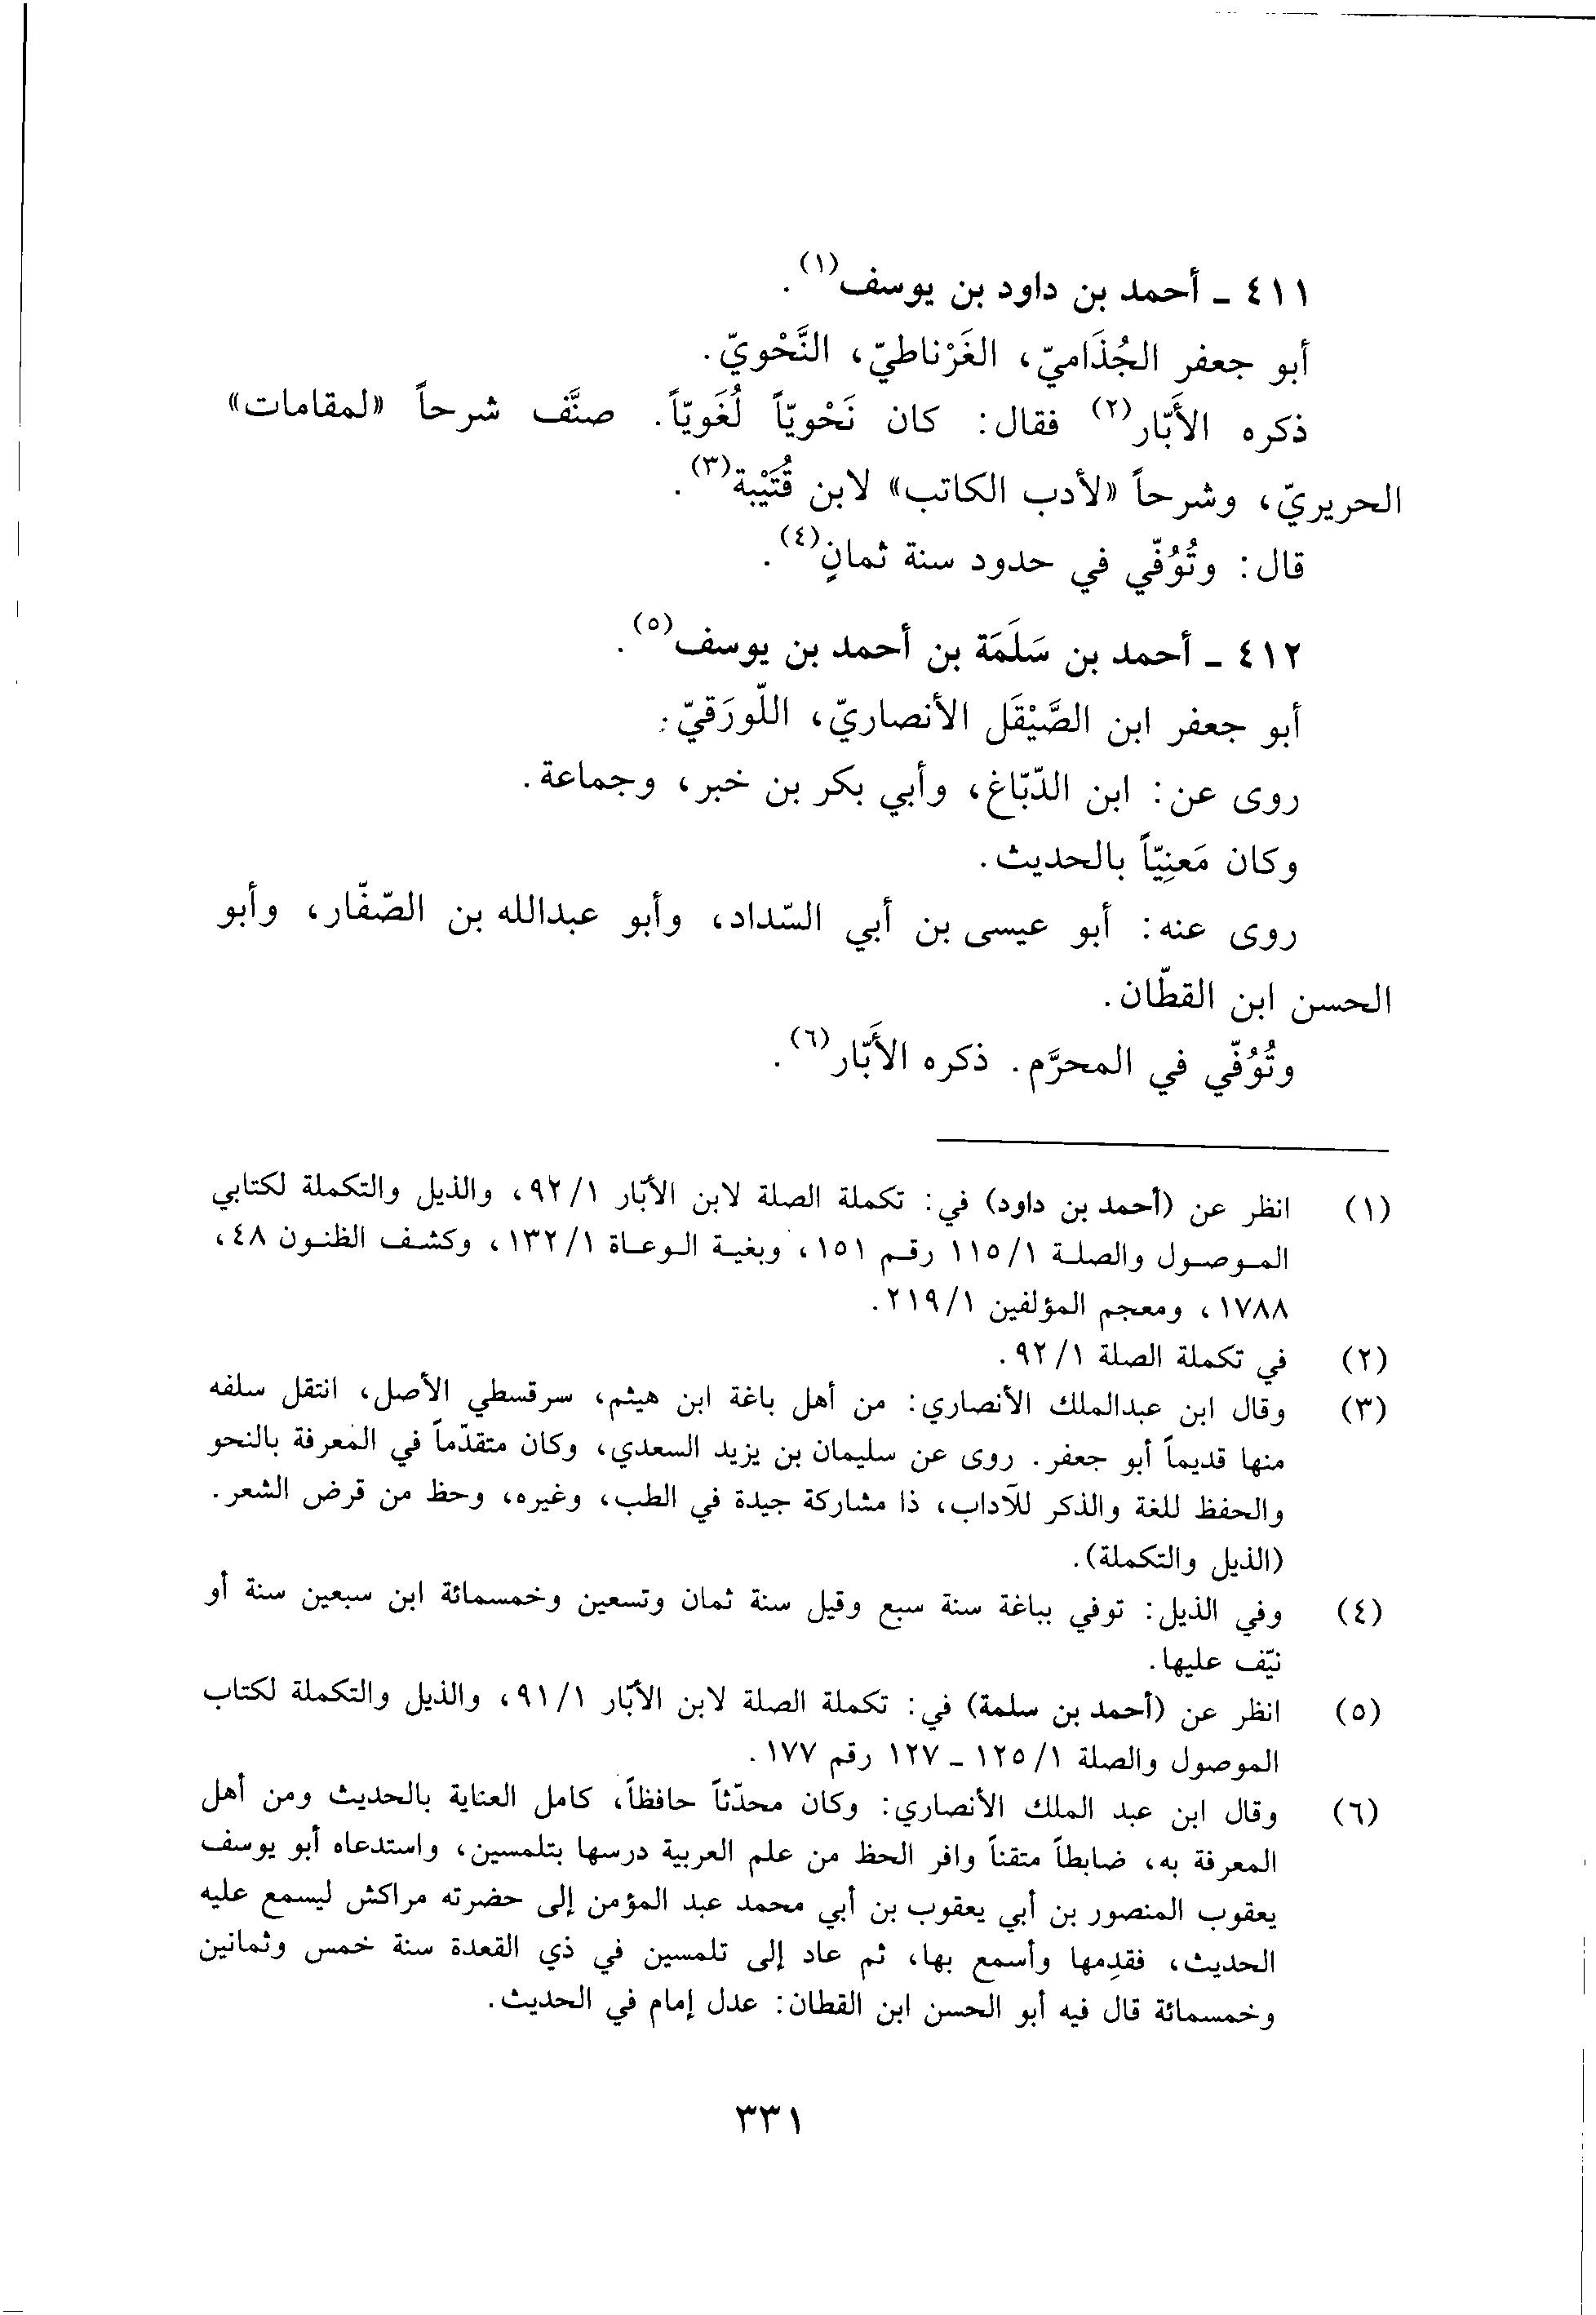 ٤١١ ـ أحمد بن داود بن يوسف(١).
أبو جعفر الجُذَاميّ، الغَرْناطيّ، النَّحْويّ.
ذكره الأَبّار(٢) فقال: كان نَحْويّاً لُغَويّاً. صنَّف شرحاً «لمقامات»
الحريريّ، وشرحاً «لأدب الكاتب» لابن قُتَيْبة(٣).
قال: وتُوُفّي في حدود سنة ثمانٍ(٤).
٤١٢ ـ أحمد بن سَلَمَة بن أحمد بن يوسف(٥).
أبو جعفر ابن الصَّيْقَل الأنصاريّ، اللّورَقيّ.
روى عن: ابن الدّبّاغ، وأبي بكر بن خبر، وجماعة.
وكان مَعنِيّاً بالحديث.
روى عنه: أبو عيسى بن أبي السّداد، وأبو عبدالله بن الصّفّار، وأبو
الحسن ابن القطّان.
وتُوُفّي في المحرَّم. ذكره الأَبّار(٦).
(١) انظر عن (أحمد بن داود) في: تكملة الصلة لابن الأبّار ٩٢/١، والذيل والتكملة لكتابي
الموصول والصلة ١١٥/١ رقم ١٥١، وبغية الوعاة ١٣٢/١، وكشف الظنون ٤٨،
١٧٨٨، ومعجم المؤلفين ٢١٩/١.
(٢) في تكملة الصلة ٩٢/١.
(٣) وقال ابن عبدالملك الأنصاري: من أهل باغة ابن هيثم، سرقسطي الأصل، انتقل سلفه
منها قديماً أبو جعفر. روى عن سليمان بن يزيد السعدي، وكان متقدّماً في المعرفة بالنحو
والحفظ للغة والذكر للآداب، ذا مشاركة جيدة في الطب، وغيره، وحظ من قرض الشعر.
(الذيل والتكملة).
(٤) وفي الذيل: توفي بباغة سنة سبع وقيل سنة ثمان وتسعين وخمسمائة ابن سبعين سنة أو
نيّف عليها.
(٥) انظر عن (أحمد بن سلمة) في: تكملة الصلة لابن الأبّار ٩١/١، والذيل والتكملة لكتاب
الموصول والصلة ١٢٥/١ ـ ١٢٧ رقم ١٧٧.
(٦) وقال ابن عبد الملك الأنصاري: وكان محدّثاً حافظاً، كامل العناية بالحديث ومن أهل
المعرفة به، ضابطاً متقناً وافر الحظ من علم العربية درسها بتلمسين، واستدعاه أبو يوسف
يعقوب المنصور بن أبي يعقوب بن أبي محمد عبد المؤمن إلى حضرته مراكش ليسمع عليه
الحديث، فقدِمها وأسمع بها، ثم عاد إلى تلمسين في ذي القعدة سنة خمس وثمانين
وخمسمائة قال فيه أبو الحسن ابن القطان: عدل إمام في الحديث.
٣٣١